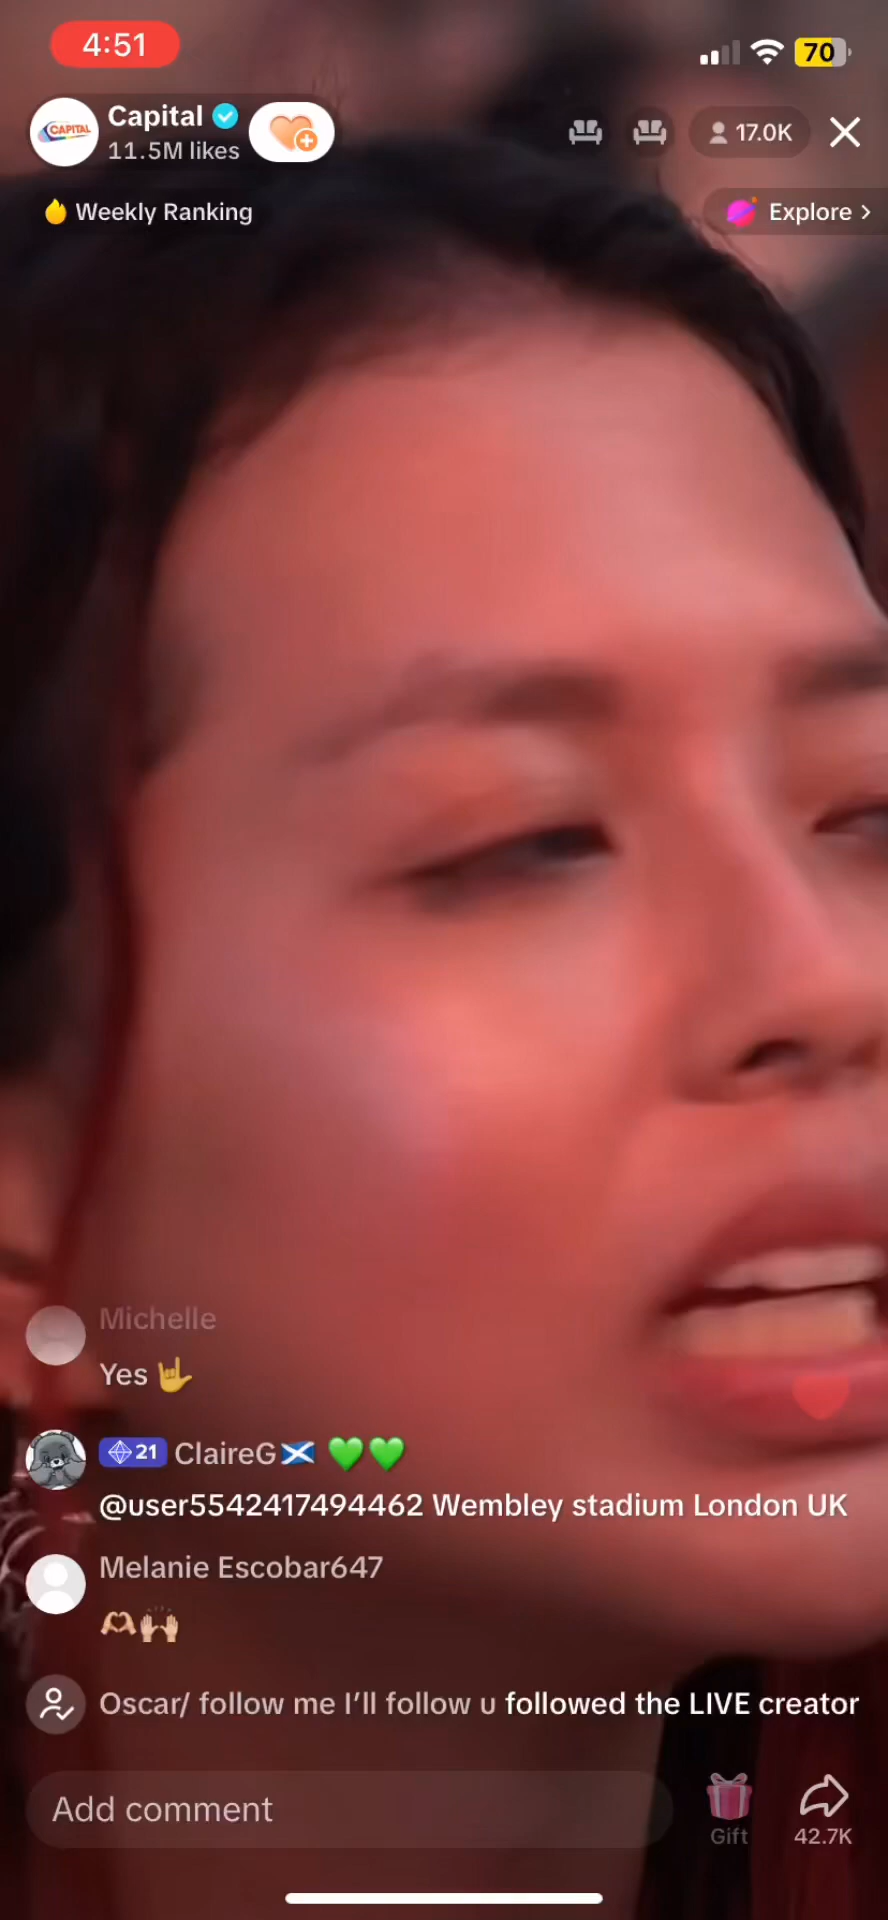 4:51
70
CAPITAL
Capital
11.5M likes
17.0K
Weekly Ranking
Explore >
Michelle
Yes 🤟
21 ClaireG🏴󠁧󠁢󠁳󠁣󠁴󠁿 💚💚
@user5542417494462 Wembley stadium London UK
Melanie Escobar647
🫶🏼🙌🏼
Oscar/ follow me I’ll follow u followed the LIVE creator
Add comment
Gift
42.7K